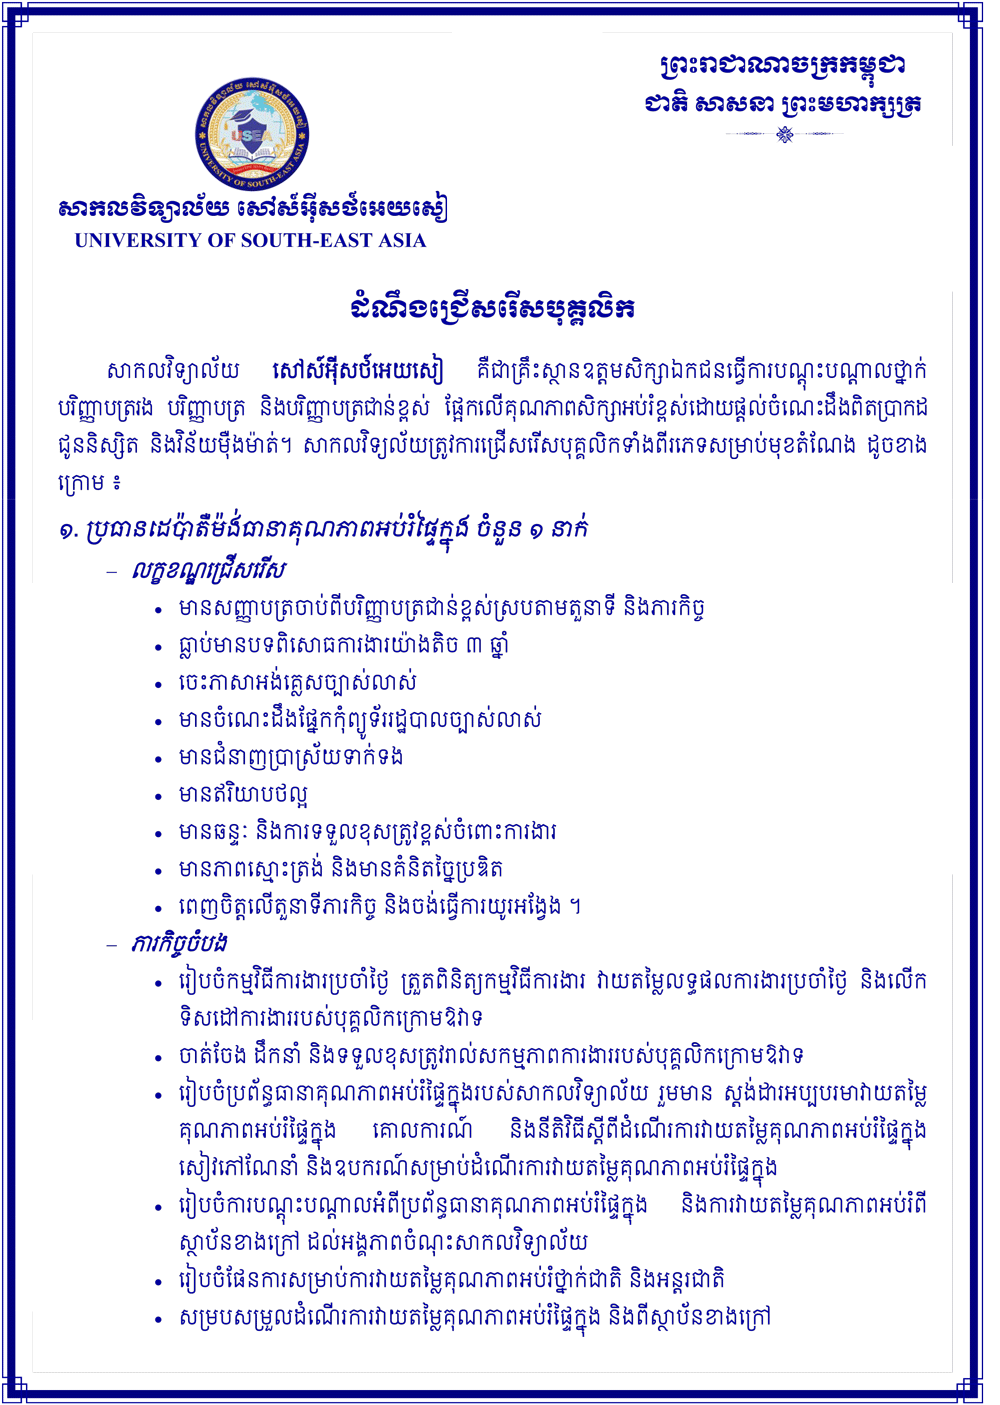 ព្រះរាជាណាចក្រកម្ពុជា
ជាតិ សាសនា ព្រះមហាក្សត្រ
សាកលវិទ្យាល័យ សៅស៍អ៊ីសថ៍អេយសៀ
USEA
UNIVERSITY OF SOUTH-EAST ASIA
សាកលវិទ្យាល័យ សៅស៍អ៊ីសថ៍អេយសៀ
UNIVERSITY OF SOUTH-EAST ASIA
ដំណឹងជ្រើសរើសបុគ្គលិក
សាកលវិទ្យាល័យ សៅស៍អ៊ីសថ៍អេយសៀ គឺជាគ្រឹះស្ថានឧត្តមសិក្សាឯកជនធ្វើការបណ្តុះបណ្តាលថ្នាក់
បរិញ្ញាបត្ររង បរិញ្ញាបត្រ និងបរិញ្ញាបត្រជាន់ខ្ពស់ ផ្អែកលើគុណភាពសិក្សាអប់រំខ្ពស់ដោយផ្តល់ចំណេះដឹងពិតប្រាកដ
ជូននិស្សិត និងវិន័យម៉ឺងម៉ាត់។ សាកលវិទ្យល័យត្រូវការជ្រើសរើសបុគ្គលិកទាំងពីរភេទសម្រាប់មុខតំណែង ដូចខាង
ក្រោម ៖
១. ប្រធានដេប៉ាតឺម៉ង់ធានាគុណភាពអប់រំផ្ទៃក្នុង ចំនួន ១ នាក់
– លក្ខខណ្ឌជ្រើសរើស
• មានសញ្ញាបត្រចាប់ពីបរិញ្ញាបត្រជាន់ខ្ពស់ស្របតាមតួនាទី និងភារកិច្ច
• ធ្លាប់មានបទពិសោធការងារយ៉ាងតិច ៣ ឆ្នាំ
• ចេះភាសាអង់គ្លេសច្បាស់លាស់
• មានចំណេះដឹងផ្នែកកុំព្យូទ័ររដ្ឋបាលច្បាស់លាស់
• មានជំនាញប្រាស្រ័យទាក់ទង
• មានឥរិយាបថល្អ
• មានឆន្ទៈ និងការទទួលខុសត្រូវខ្ពស់ចំពោះការងារ
• មានភាពស្មោះត្រង់ និងមានគំនិតច្នៃប្រឌិត
• ពេញចិត្តលើតួនាទីភារកិច្ច និងចង់ធ្វើការយូរអង្វែង ។
– ភារកិច្ចចំបង
• រៀបចំកម្មវិធីការងារប្រចាំថ្ងៃ ត្រួតពិនិត្យកម្មវិធីការងារ វាយតម្លៃលទ្ធផលការងារប្រចាំថ្ងៃ និងលើក
ទិសដៅការងាររបស់បុគ្គលិកក្រោមឱវាទ
• ចាត់ចែង ដឹកនាំ និងទទួលខុសត្រូវរាល់សកម្មភាពការងាររបស់បុគ្គលិកក្រោមឱវាទ
• រៀបចំប្រព័ន្ធធានាគុណភាពអប់រំផ្ទៃក្នុងរបស់សាកលវិទ្យាល័យ រួមមាន ស្តង់ដារអប្បបរមាវាយតម្លៃ
គុណភាពអប់រំផ្ទៃក្នុង គោលការណ៍ និងនីតិវិធីស្តីពីដំណើរការវាយតម្លៃគុណភាពអប់រំផ្ទៃក្នុង
សៀវភៅណែនាំ និងឧបករណ៍សម្រាប់ដំណើរការវាយតម្លៃគុណភាពអប់រំផ្ទៃក្នុង
• រៀបចំការបណ្តុះបណ្តាលអំពីប្រព័ន្ធធានាគុណភាពអប់រំផ្ទៃក្នុង និងការវាយតម្លៃគុណភាពអប់រំពី
ស្ថាប័នខាងក្រៅ ដល់អង្គភាពចំណុះសាកលវិទ្យាល័យ
• រៀបចំផែនការសម្រាប់ការវាយតម្លៃគុណភាពអប់រំថ្នាក់ជាតិ និងអន្តរជាតិ
• សម្របសម្រួលដំណើរការវាយតម្លៃគុណភាពអប់រំផ្ទៃក្នុង និងពីស្ថាប័នខាងក្រៅ